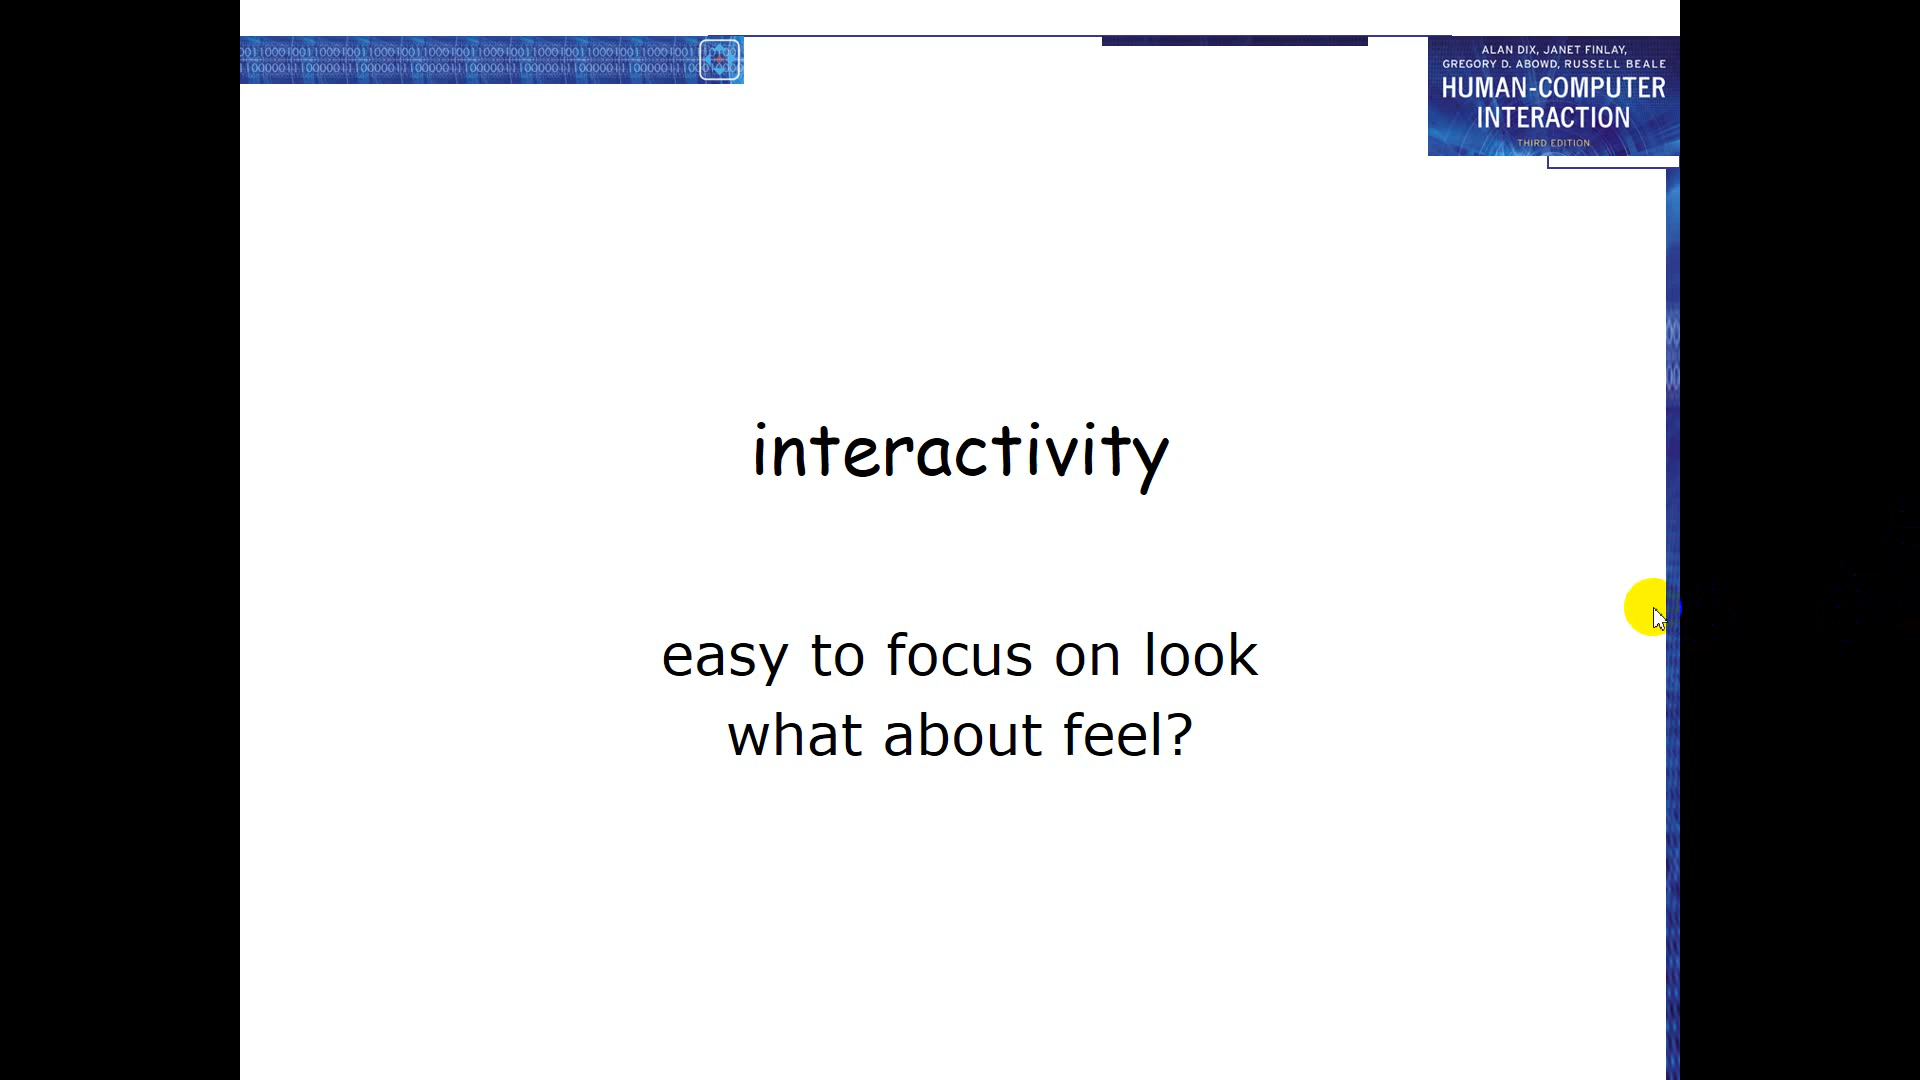 ALAN DIX, JANET FINLAY,
GREGORY D. ABOWD, RUSSELL BEALE
HUMAN-COMPUTER
INTERACTION
THIRD EDITION
interactivity
easy to focus on look
what about feel?